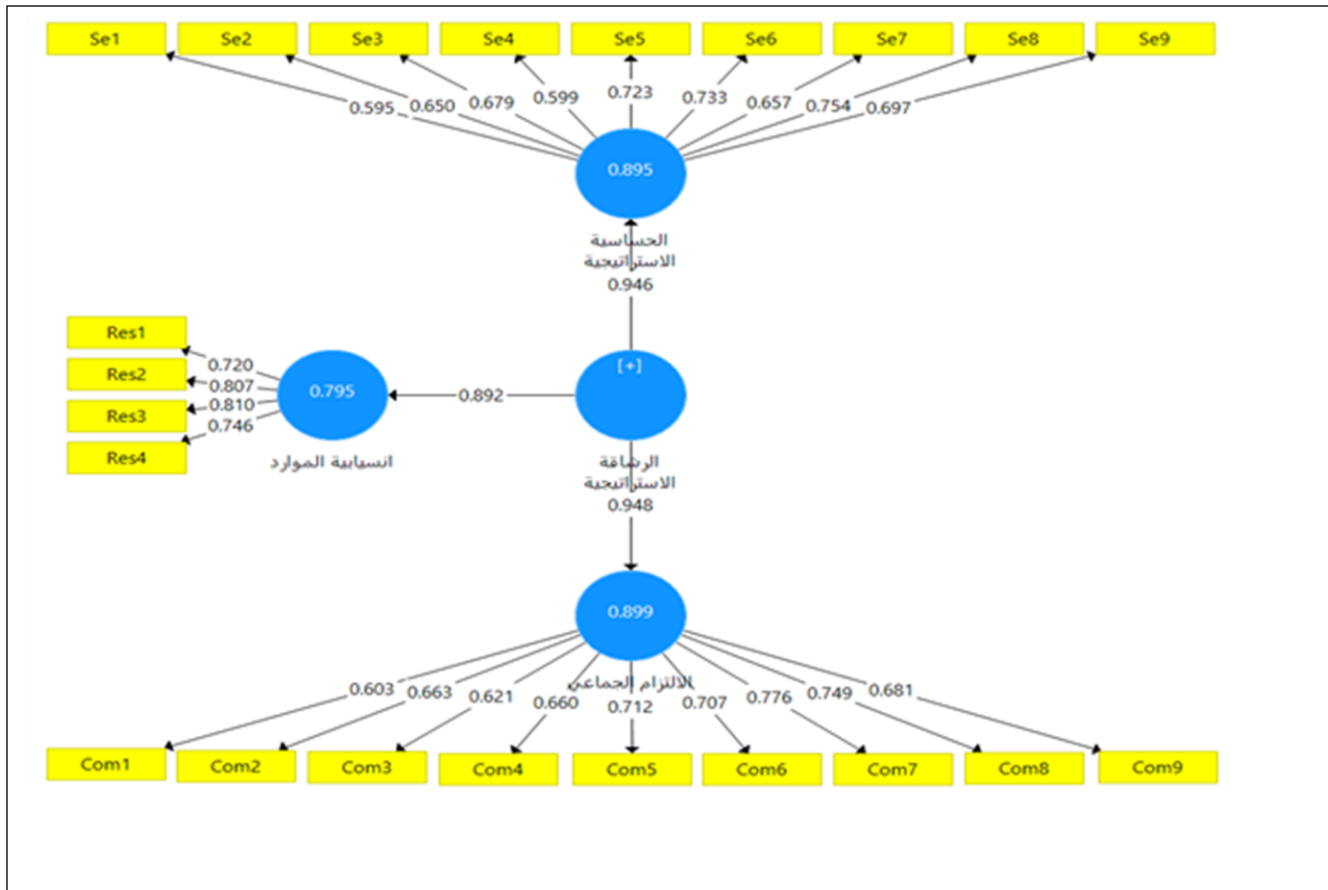 Se1 Se2 Se3 Se4 Se5 Se6 Se7 Se8 Se9
0.595 0.650 0.679 0.599 0.723 0.733 0.657 0.754 0.697
0.895
الحساسية
الاستراتيجية
0.946
Res1
Res2
Res3
Res4
0.720
0.807
0.810
0.746
0.795
انسيابية الموارد
0.892
[+]
الرشاقة
الاستراتيجية
0.948
0.899
الالتزام الجماعي
0.603 0.663 0.621 0.660 0.712 0.707 0.776 0.749 0.681
Com1 Com2 Com3 Com4 Com5 Com6 Com7 Com8 Com9